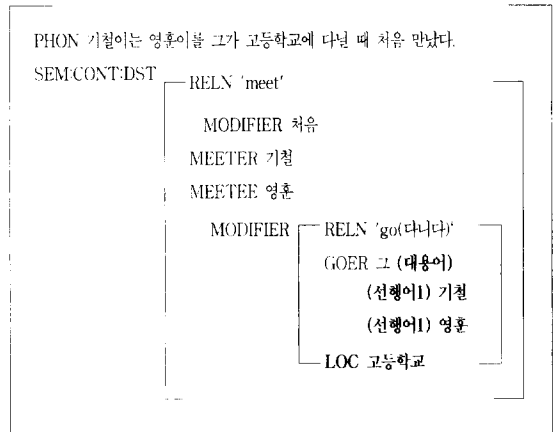 PHON 기철이는 영훈이를 그가 고등학교에 다닐 때 처음 만났다.
SEM:CONT:DST
RELN 'meet'
MODIFIER 처음
MEETER 기철
MEETEE 영훈
MODIFIER RELN 'go(다니다)'
GOER 그 (대용어)
(선행어1) 기철
(선행어1) 영훈
LOC 고등학교